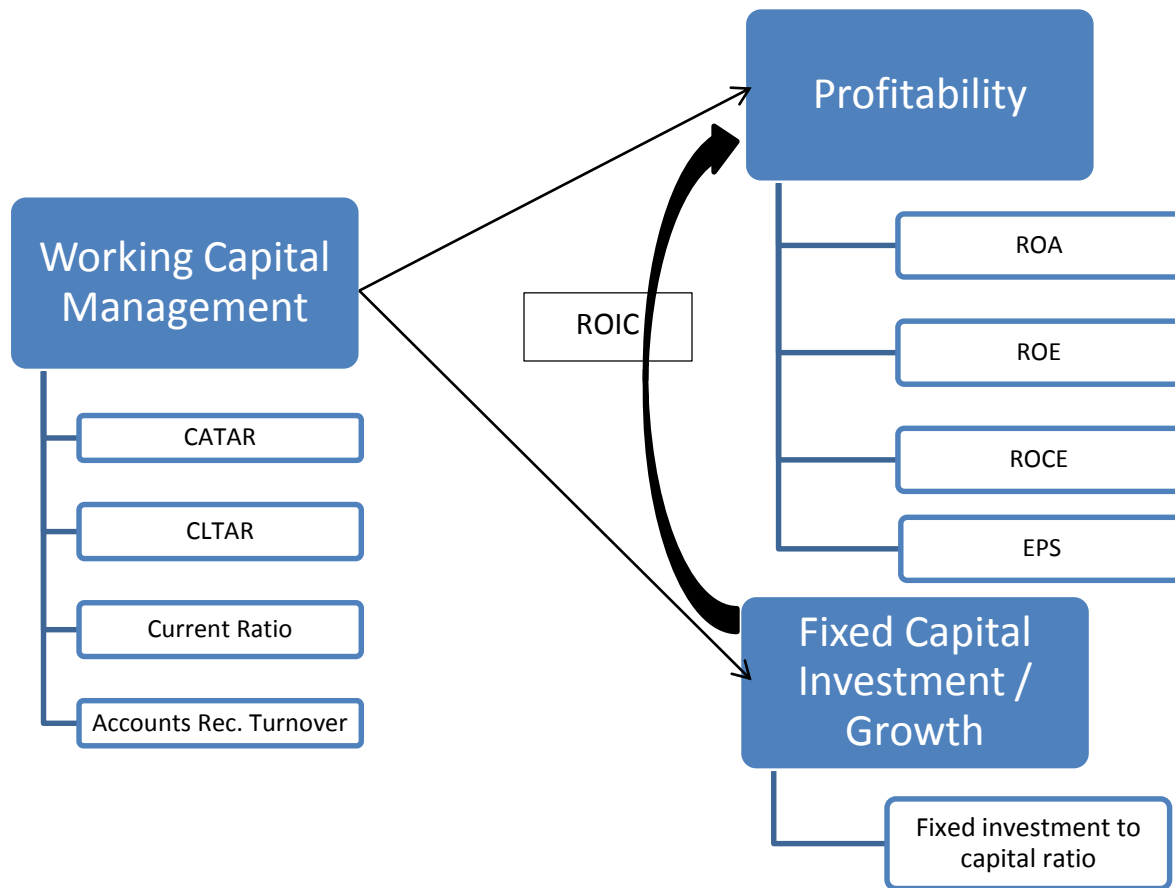 Profitability
ROA
ROE
ROCE
EPS
Working Capital
Management
CATAR
CLTAR
Current Ratio
Accounts Rec. Turnover
ROIC
Fixed Capital
Investment /
Growth
Fixed investment to
capital ratio